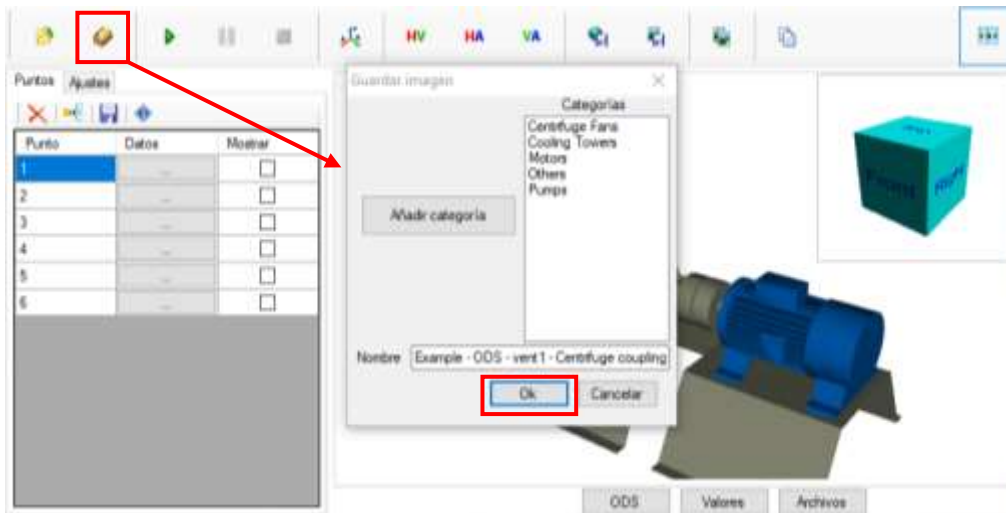 HV HA VA
Puntos Ajustes
Punto Datos Mostrar
1 ...
2 ...
3 ...
4 ...
5 ...
6 ...
Guardar imagen
Categorías
Centrifuge Fans
Cooling Towers
Motors
Others
Pumps
Añadir categoría
Nombre Example - ODS - vent 1 - Centrifuge coupling
Ok Cancelar
Front Right
ODS Valores Archivos